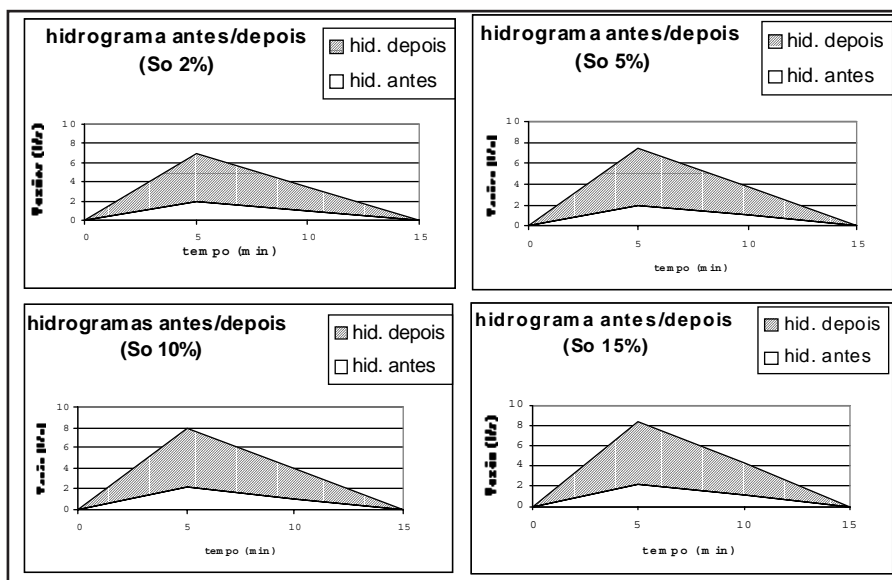 hidrograma antes/depois
(So 2%)
hid. depois
hid. antes
Vazões (l/s)
10
8
6
4
2
0
0
5
10
15
tempo (min)
hidrograma antes/depois
(So 5%)
hid. depois
hid. antes
10
8
6
4
2
0
0
5
10
15
tempo (min)
hidrogramas antes/depois
(So 10%)
hid. depois
hid. antes
10
8
6
4
2
0
0
5
10
15
tempo (min)
hidrograma antes/depois
(So 15%)
hid. depois
hid. antes
Vazão (l/s)
10
8
6
4
2
0
0
5
10
15
tempo (min)